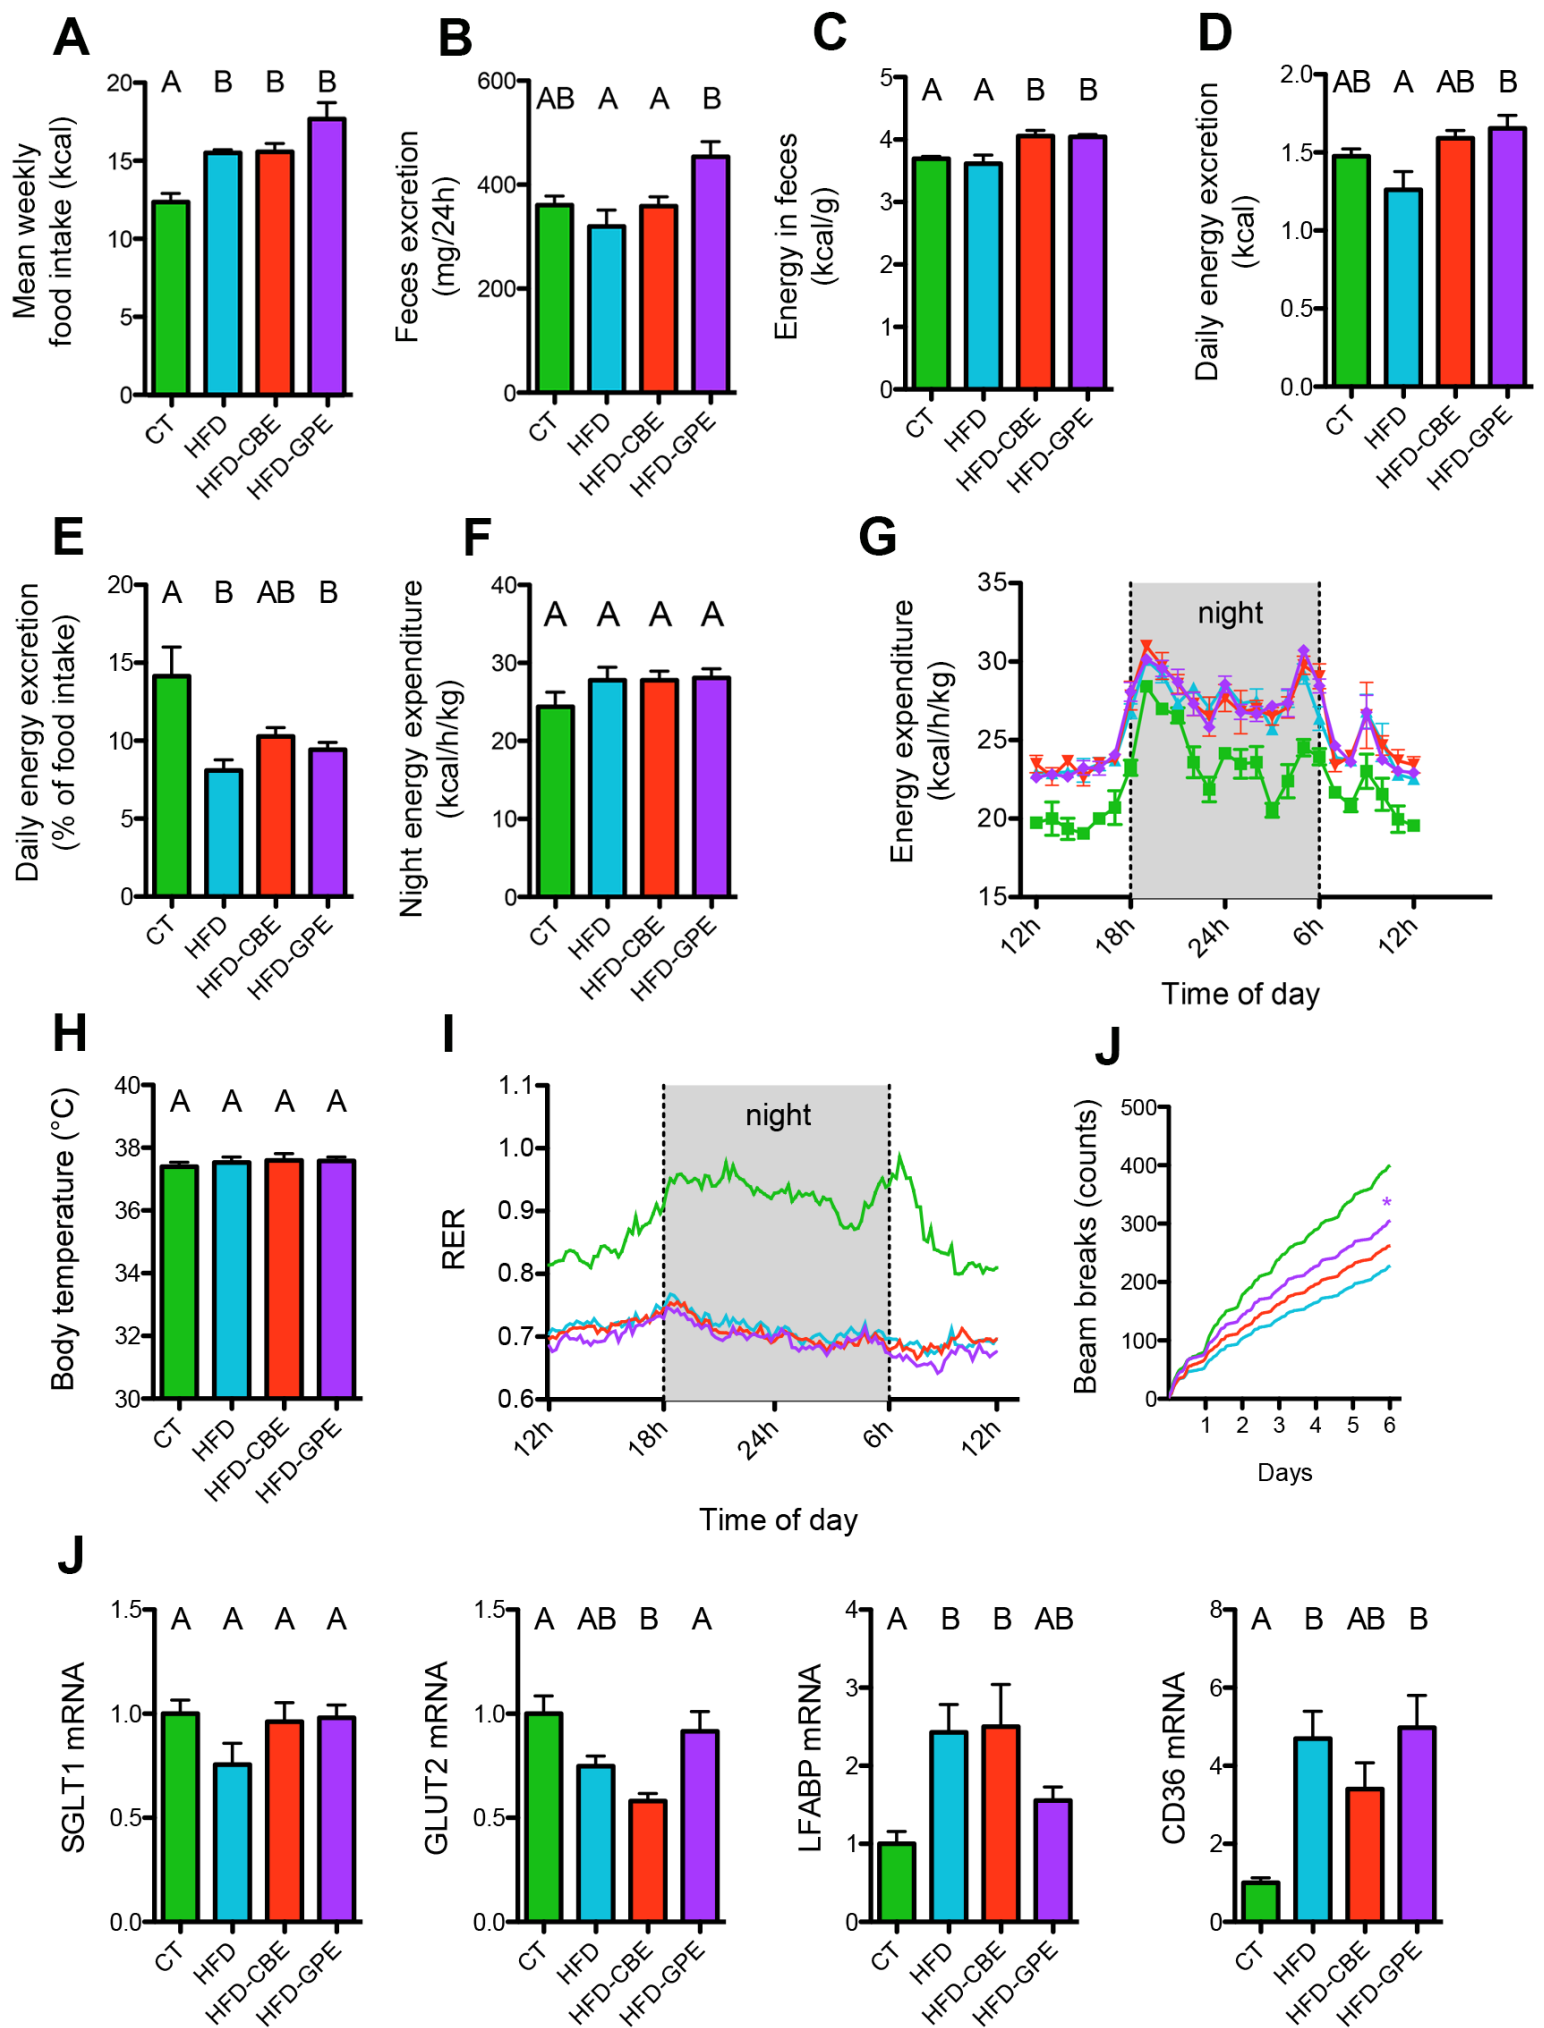 A
Mean weekly
food intake (kcal)
20
15
10
5
0
A B B B
CT HFD HFD-CBE HFD-GPE
B
Feces excretion
(mg/24h)
600
400
200
0
AB A A B
CT HFD HFD-CBE HFD-GPE
C
Energy in feces
(kcal/g)
5
4
3
2
1
0
A A B B
CT HFD HFD-CBE HFD-GPE
D
Daily energy excretion
(kcal)
2.0
1.5
1.0
0.5
0.0
AB A AB B
CT HFD HFD-CBE HFD-GPE
E
Daily energy excretion
(% of food intake)
20
15
10
5
0
A B AB B
CT HFD HFD-CBE HFD-GPE
F
Night energy expenditure
(kcal/h/kg)
40
30
20
10
0
A A A A
CT HFD HFD-CBE HFD-GPE
G
Energy expenditure
(kcal/h/kg)
35
30
25
20
15
night
12h 18h 24h 6h 12h
Time of day
H
Body temperature (°C)
40
38
36
34
32
30
A A A A
CT HFD HFD-CBE HFD-GPE
I
RER
1.1
1.0
0.9
0.8
0.7
0.6
night
12h 18h 24h 6h 12h
Time of day
J
Beam breaks (counts)
500
400
300
200
100
0
*
1 2 3 4 5 6
Days
J
SGLT1 mRNA
1.5
1.0
0.5
0.0
A A A A
CT HFD HFD-CBE HFD-GPE
GLUT2 mRNA
1.5
1.0
0.5
0.0
A AB B A
CT HFD HFD-CBE HFD-GPE
LFABP mRNA
4
3
2
1
0
A B B AB
CT HFD HFD-CBE HFD-GPE
CD36 mRNA
8
6
4
2
0
A B AB B
CT HFD HFD-CBE HFD-GPE